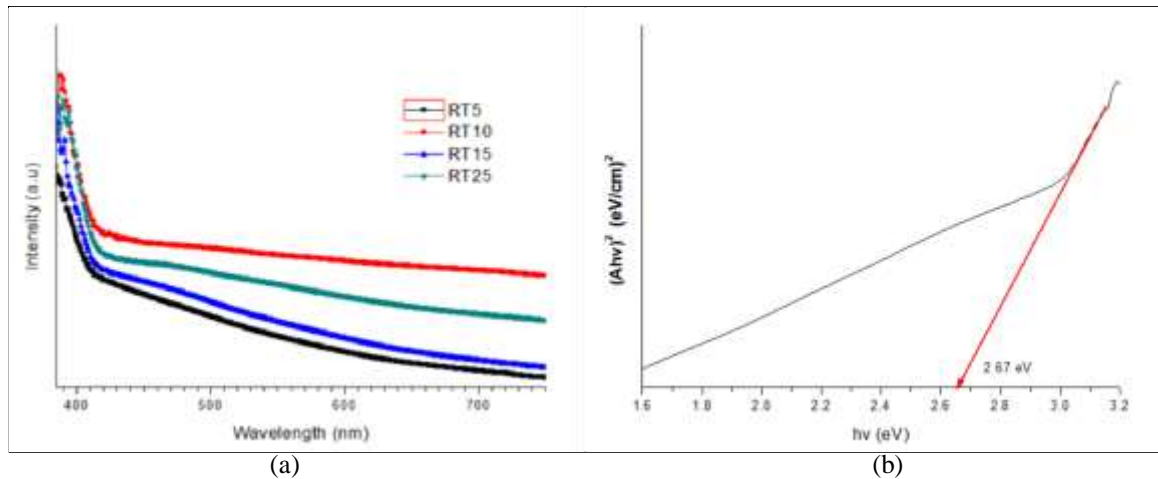 RT5
RT10
RT15
RT25
Intensity (a.u)
400 500 600 700
Wavelength (nm)
(a)
(Ahv)² (eV/cm)²
2 67 eV
1.6 1.8 2.0 2.2 2.4 2.6 2.8 3.0 3.2
hv (eV)
(b)